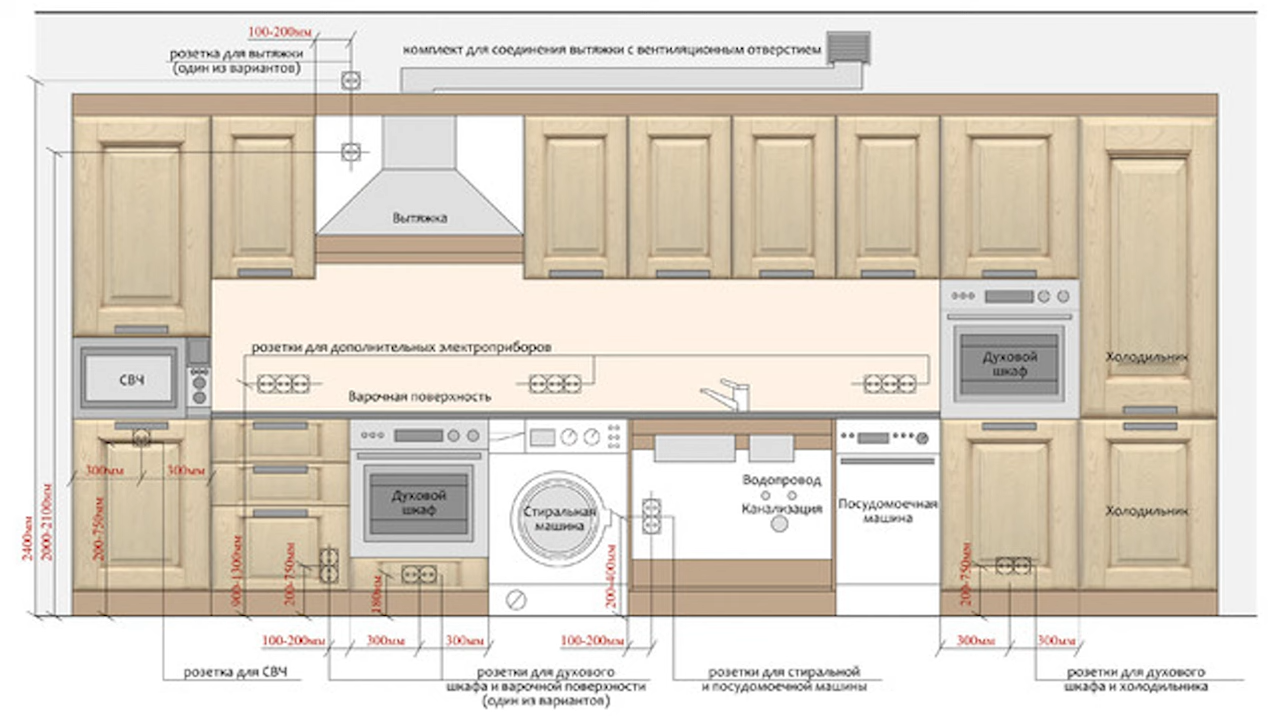 100-200мм
розетка для вытяжки
(один из вариантов)
комплект для соединения вытяжки с вентиляционным отверстием
Вытяжка
розетки для дополнительных электроприборов
СВЧ
Варочная поверхность
Духовой
шкаф
Холодильник
300мм
300мм
Духовой
шкаф
Стиральная
машина
Водопровод
Канализация
Посудомоечная
машина
Холодильник
2400мм
2000-2100мм
200-750мм
900-1300мм
200-750мм
180мм
200-400мм
200-750мм
100-200мм
300мм
300мм
100-200мм
300мм
300мм
розетка для СВЧ
розетки для духового
шкафа и варочной поверхности
(один из вариантов)
розетки для стиральной
и посудомоечной машины
розетки для духового
шкафа и холодильника